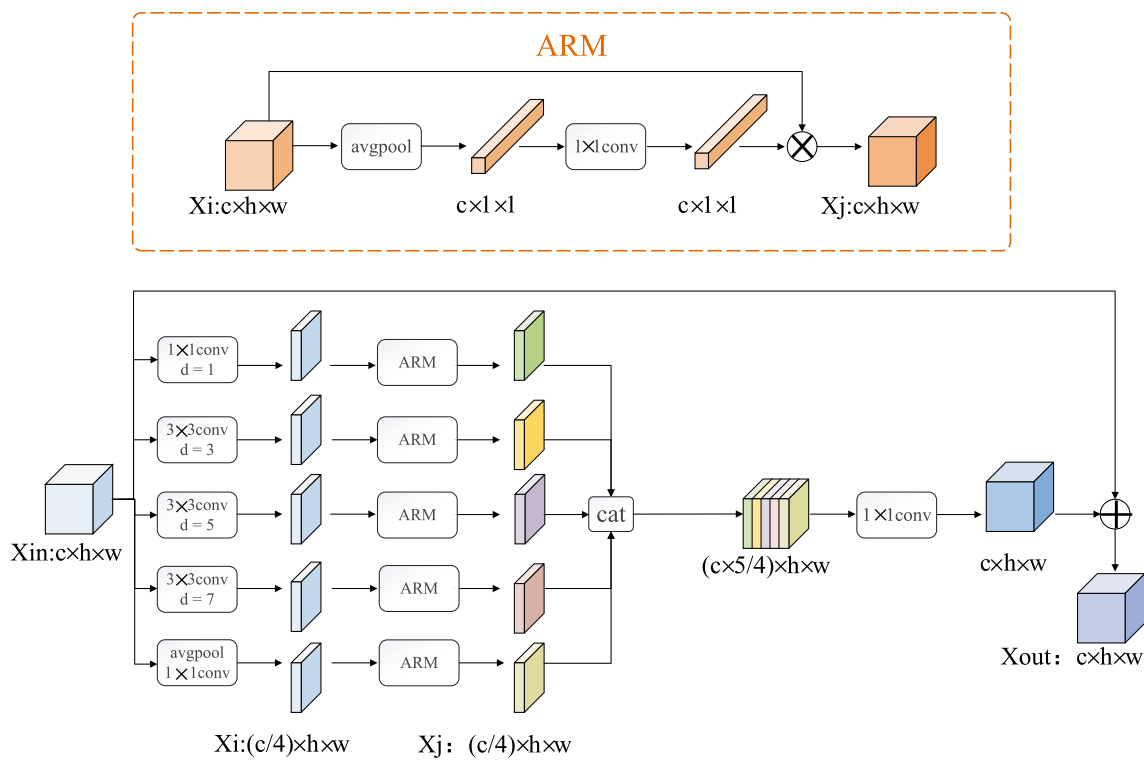 ARM
avgpool
1×1conv
Xi:c×h×w
c×1×1
c×1×1
Xj:c×h×w
1×1conv
d = 1
ARM
3×3conv
d = 3
ARM
3×3conv
d = 5
ARM
cat
1×1conv
Xin:c×h×w
(c×5/4)×h×w
c×h×w
3×3conv
d = 7
ARM
avgpool
1×1conv
ARM
Xout: c×h×w
Xi:(c/4)×h×w
Xj: (c/4)×h×w